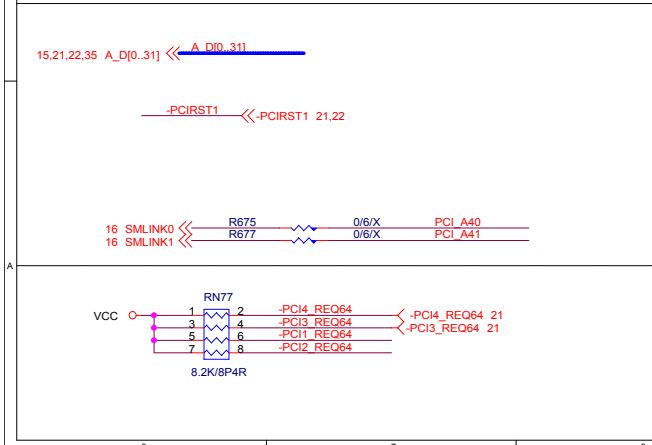 15,21,22,35 A_D[0..31] A_D[0..31]
-PCIRST1 -PCIRST1 21,22
16 SMLINK0 R675 0/6/X PCI_A40
16 SMLINK1 R677 0/6/X PCI_A41
A
RN77
VCC 1 2 -PCI4_REQ64 -PCI4_REQ64 21
3 4 -PCI3_REQ64 -PCI3_REQ64 21
5 6 -PCI1_REQ64
7 8 -PCI2_REQ64
8.2K/8P4R